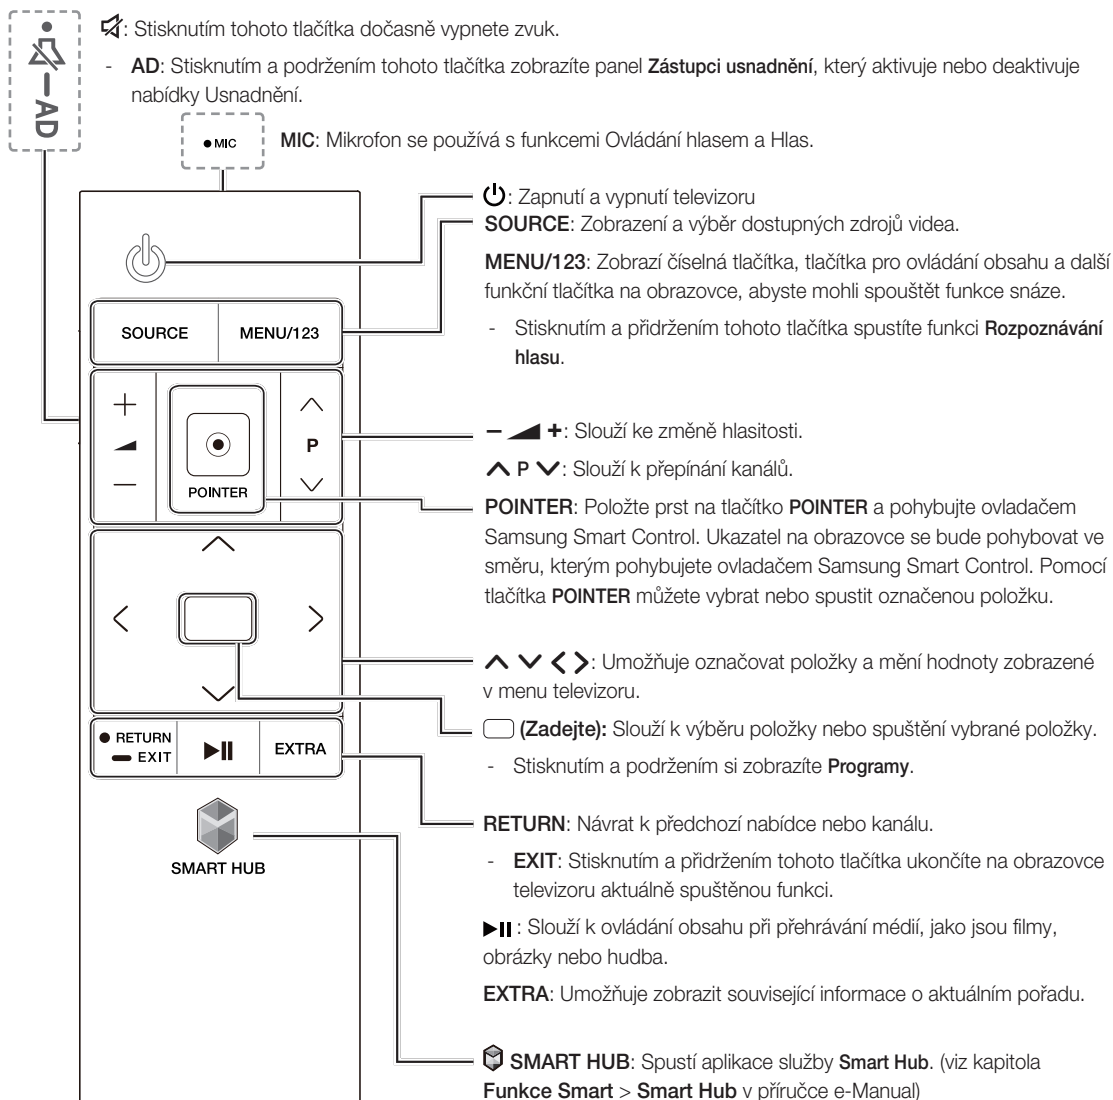 : Stisknutím tohoto tlačítka dočasně vypnete zvuk.
- AD: Stisknutím a podržením tohoto tlačítka zobrazíte panel Zástupci usnadnění, který aktivuje nebo deaktivuje
nabídky Usnadnění.
AD
MIC
MIC: Mikrofon se používá s funkcemi Ovládání hlasem a Hlas.
: Zapnutí a vypnutí televizoru
SOURCE: Zobrazení a výběr dostupných zdrojů videa.
MENU/123: Zobrazí číselná tlačítka, tlačítka pro ovládání obsahu a další
funkční tlačítka na obrazovce, abyste mohli spouštět funkce snáze.
- Stisknutím a přidržením tohoto tlačítka spustíte funkci Rozpoznávání
hlasu.
SOURCE
MENU/123
P
POINTER
− +: Slouží ke změně hlasitosti.
P : Slouží k přepínání kanálů.
POINTER: Položte prst na tlačítko POINTER a pohybujte ovladačem
Samsung Smart Control. Ukazatel na obrazovce se bude pohybovat ve
směru, kterým pohybujete ovladačem Samsung Smart Control. Pomocí
tlačítka POINTER můžete vybrat nebo spustit označenou položku.
: Umožňuje označovat položky a mění hodnoty zobrazené
v menu televizoru.
(Zadejte): Slouží k výběru položky nebo spuštění vybrané položky.
- Stisknutím a podržením si zobrazíte Programy.
RETURN
EXIT
EXTRA
SMART HUB
RETURN: Návrat k předchozí nabídce nebo kanálu.
- EXIT: Stisknutím a přidržením tohoto tlačítka ukončíte na obrazovce
televizoru aktuálně spuštěnou funkci.
: Slouží k ovládání obsahu při přehrávání médií, jako jsou filmy,
obrázky nebo hudba.
EXTRA: Umožňuje zobrazit související informace o aktuálním pořadu.
SMART HUB: Spustí aplikace služby Smart Hub. (viz kapitola
Funkce Smart > Smart Hub v příručce e-Manual)